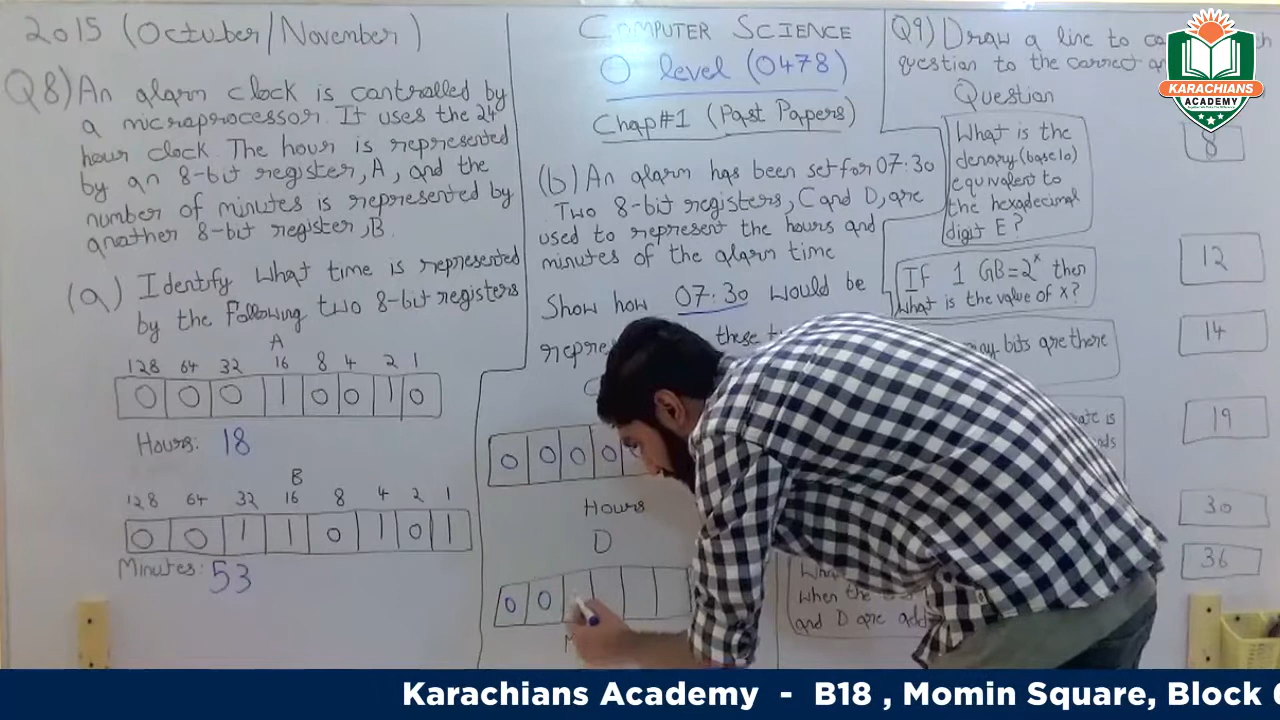 2015 (October/November)
Q8) An alarm clock is controlled by
a microprocessor. It uses the 24
hour clock. The hour is represented
by an 8-bit register, A, and the
number of minutes is represented by
another 8-bit register, B.
(a) Identify what time is represented
by the following two 8-bit registers
A
128 64 32 16 8 4 2 1
0 0 0 1 0 0 1 0
Hours: 18
B
128 64 32 16 8 4 2 1
0 0 1 1 0 1 0 1
Minutes: 53
COMPUTER SCIENCE
O level (0478)
Chap#1 (Past Papers)
(b) An alarm has been set for 07:30
Two 8-bit registers, C and D, are
used to represent the hours and
minutes of the alarm time
Show how 07:30 would be
these
0 0 0 0
Hours
D
0 0
Q9) Draw a line to
question to the correct
Question
What is the
denary (base 10)
equivalent to
the hexadecimal
digit E?
If 1 GB = 2^x then
what is the value of x?
bits are there
when the
and D are
8
12
14
19
30
36
KARACHIANS
ACADEMY
Karachians Academy - B18 , Momin Square, Block